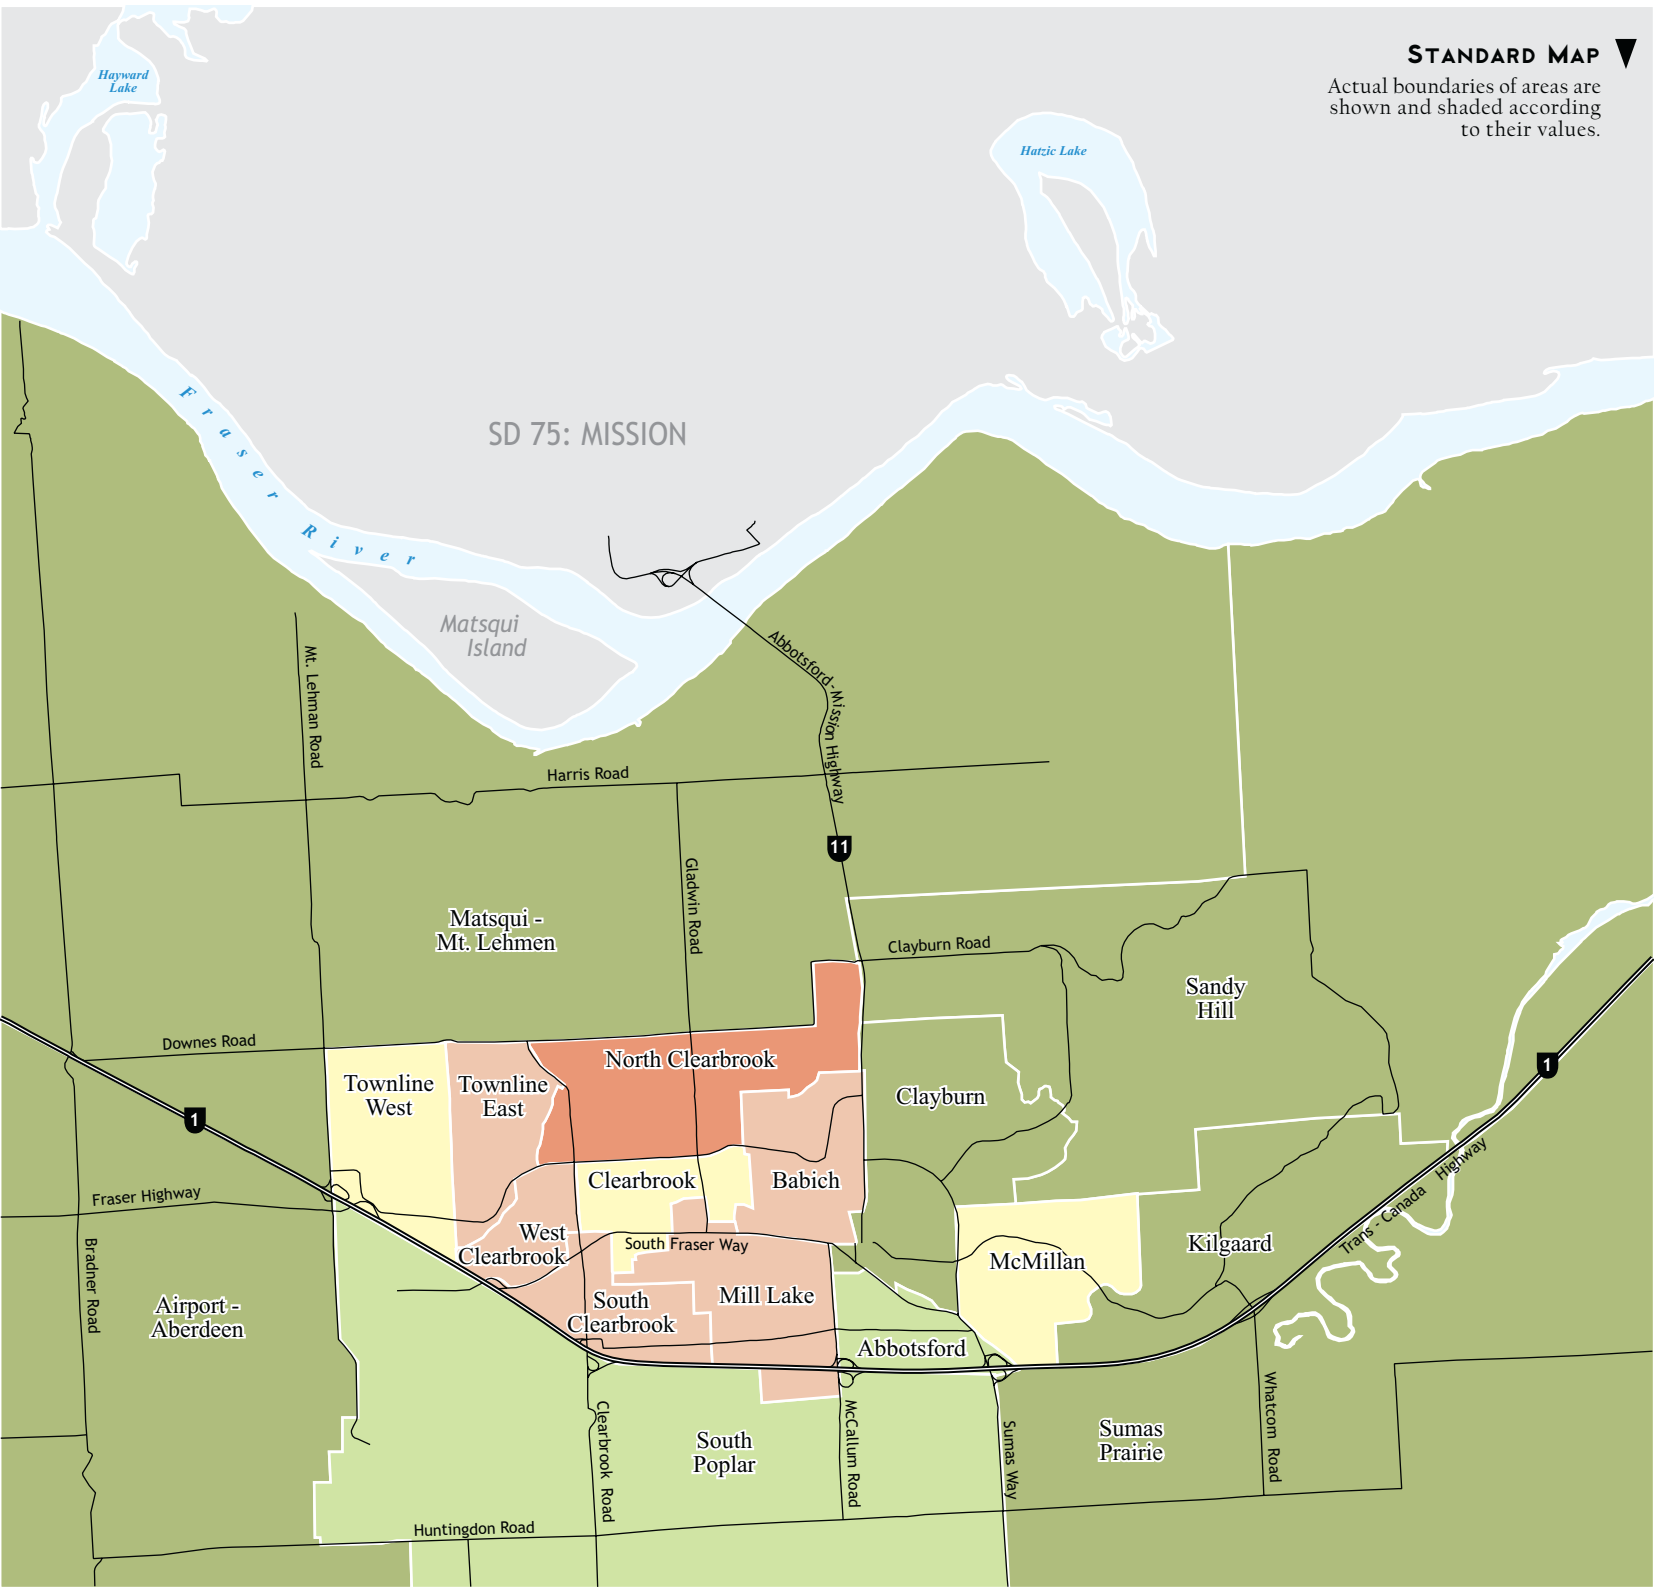 STANDARD MAP
Actual boundaries of areas are
shown and shaded according
to their values.
Hayward
Lake
Hatzic Lake
Fraser River
SD 75: MISSION
Matsqui
Island
Abbotsford-Mission Highway
Mt. Lehman Road
Harris Road
11
Gladwin Road
Matsqui -
Mt. Lehmen
Clayburn Road
Sandy
Hill
Downes Road
North Clearbrook
1
Townline
West
Townline
East
Clayburn
1
Clearbrook
Babich
Fraser Highway
Trans - Canada Highway
West
Clearbrook
South Fraser Way
McMillan
Kilgaard
Bradner Road
Airport -
Aberdeen
South
Clearbrook
Mill Lake
Abbotsford
Whatcom Road
Clearbrook Road
McCallum Road
Sumas Way
South
Poplar
Sumas
Prairie
Huntingdon Road